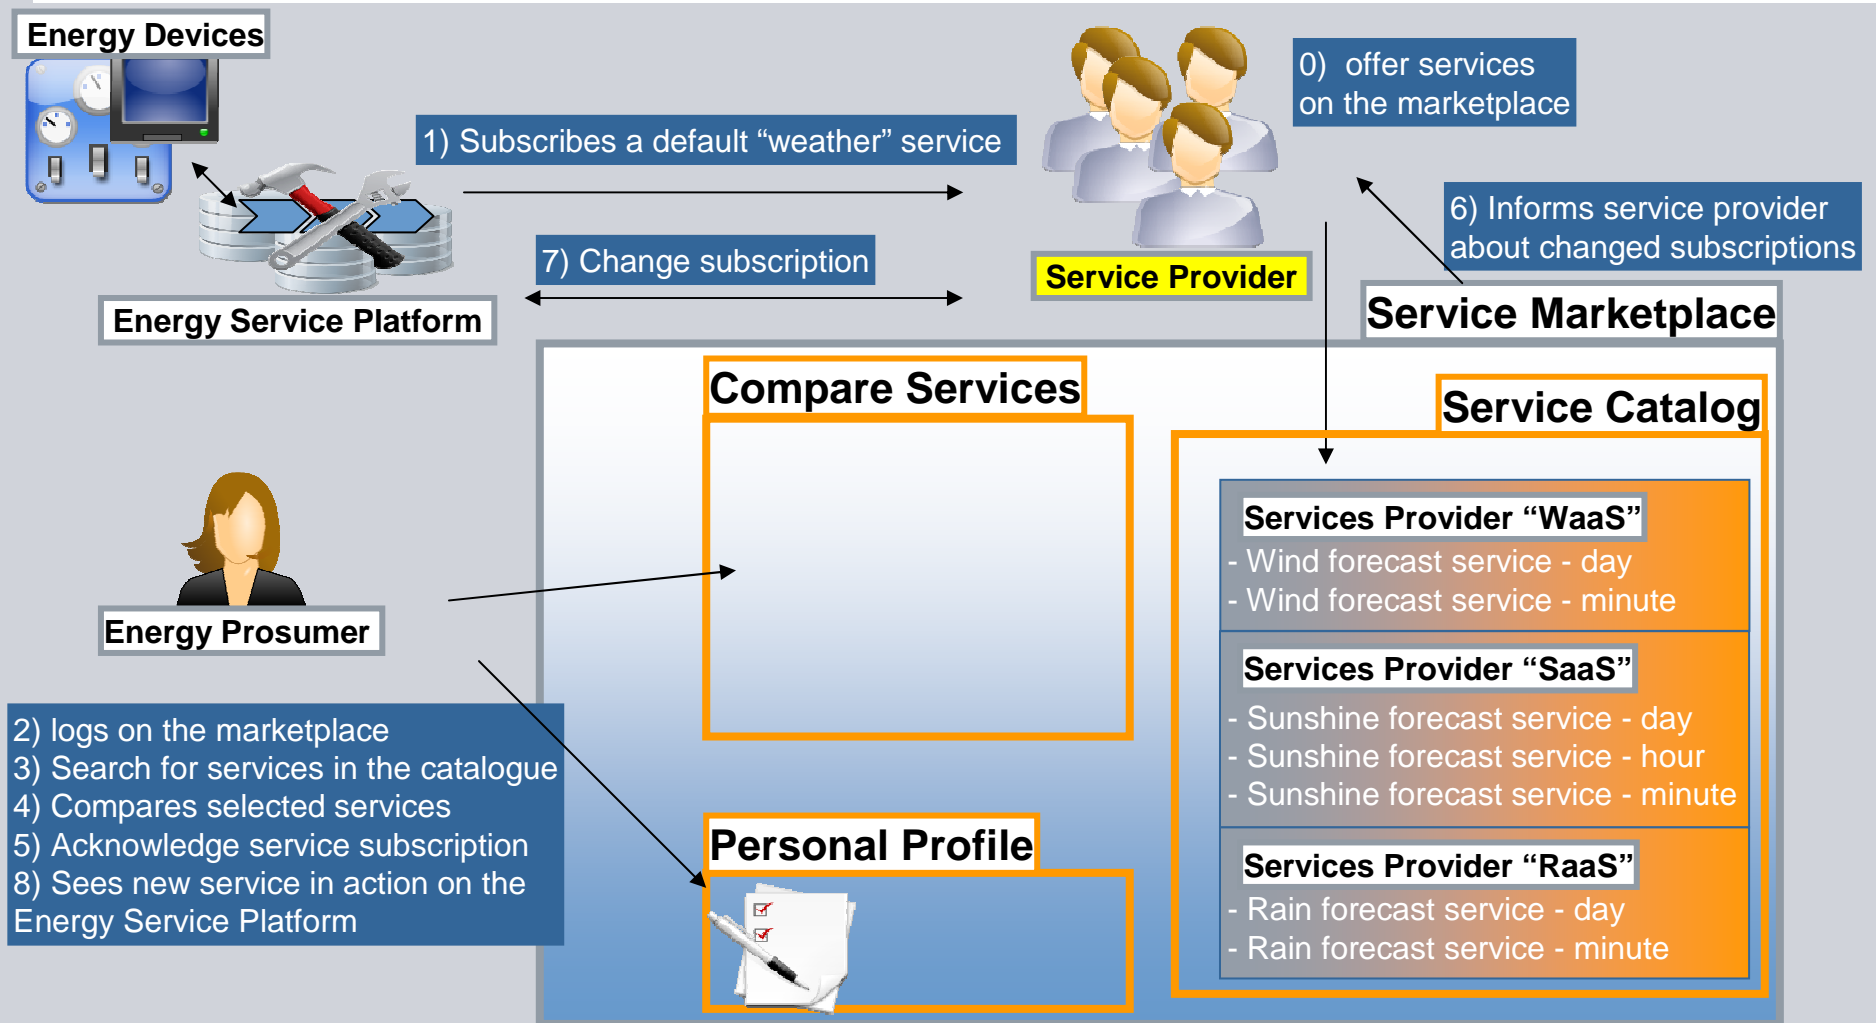 Energy Devices
0)  offer services
on the marketplace
1) Subscribes a default “weather” service
6) Informs service provider
about changed subscriptions
7) Change subscription
Service Provider
Energy Service Platform
Service Marketplace
Compare Services
Service Catalog
Services Provider “WaaS”
- Wind forecast service - day
- Wind forecast service - minute
Energy Prosumer
Services Provider “SaaS”
- Sunshine forecast service - day
- Sunshine forecast service - hour
- Sunshine forecast service - minute
2) logs on the marketplace
3) Search for services in the catalogue
4) Compares selected services
5) Acknowledge service subscription
8) Sees new service in action on the
Energy Service Platform
Personal Profile
Services Provider “RaaS”
- Rain forecast service - day
- Rain forecast service - minute